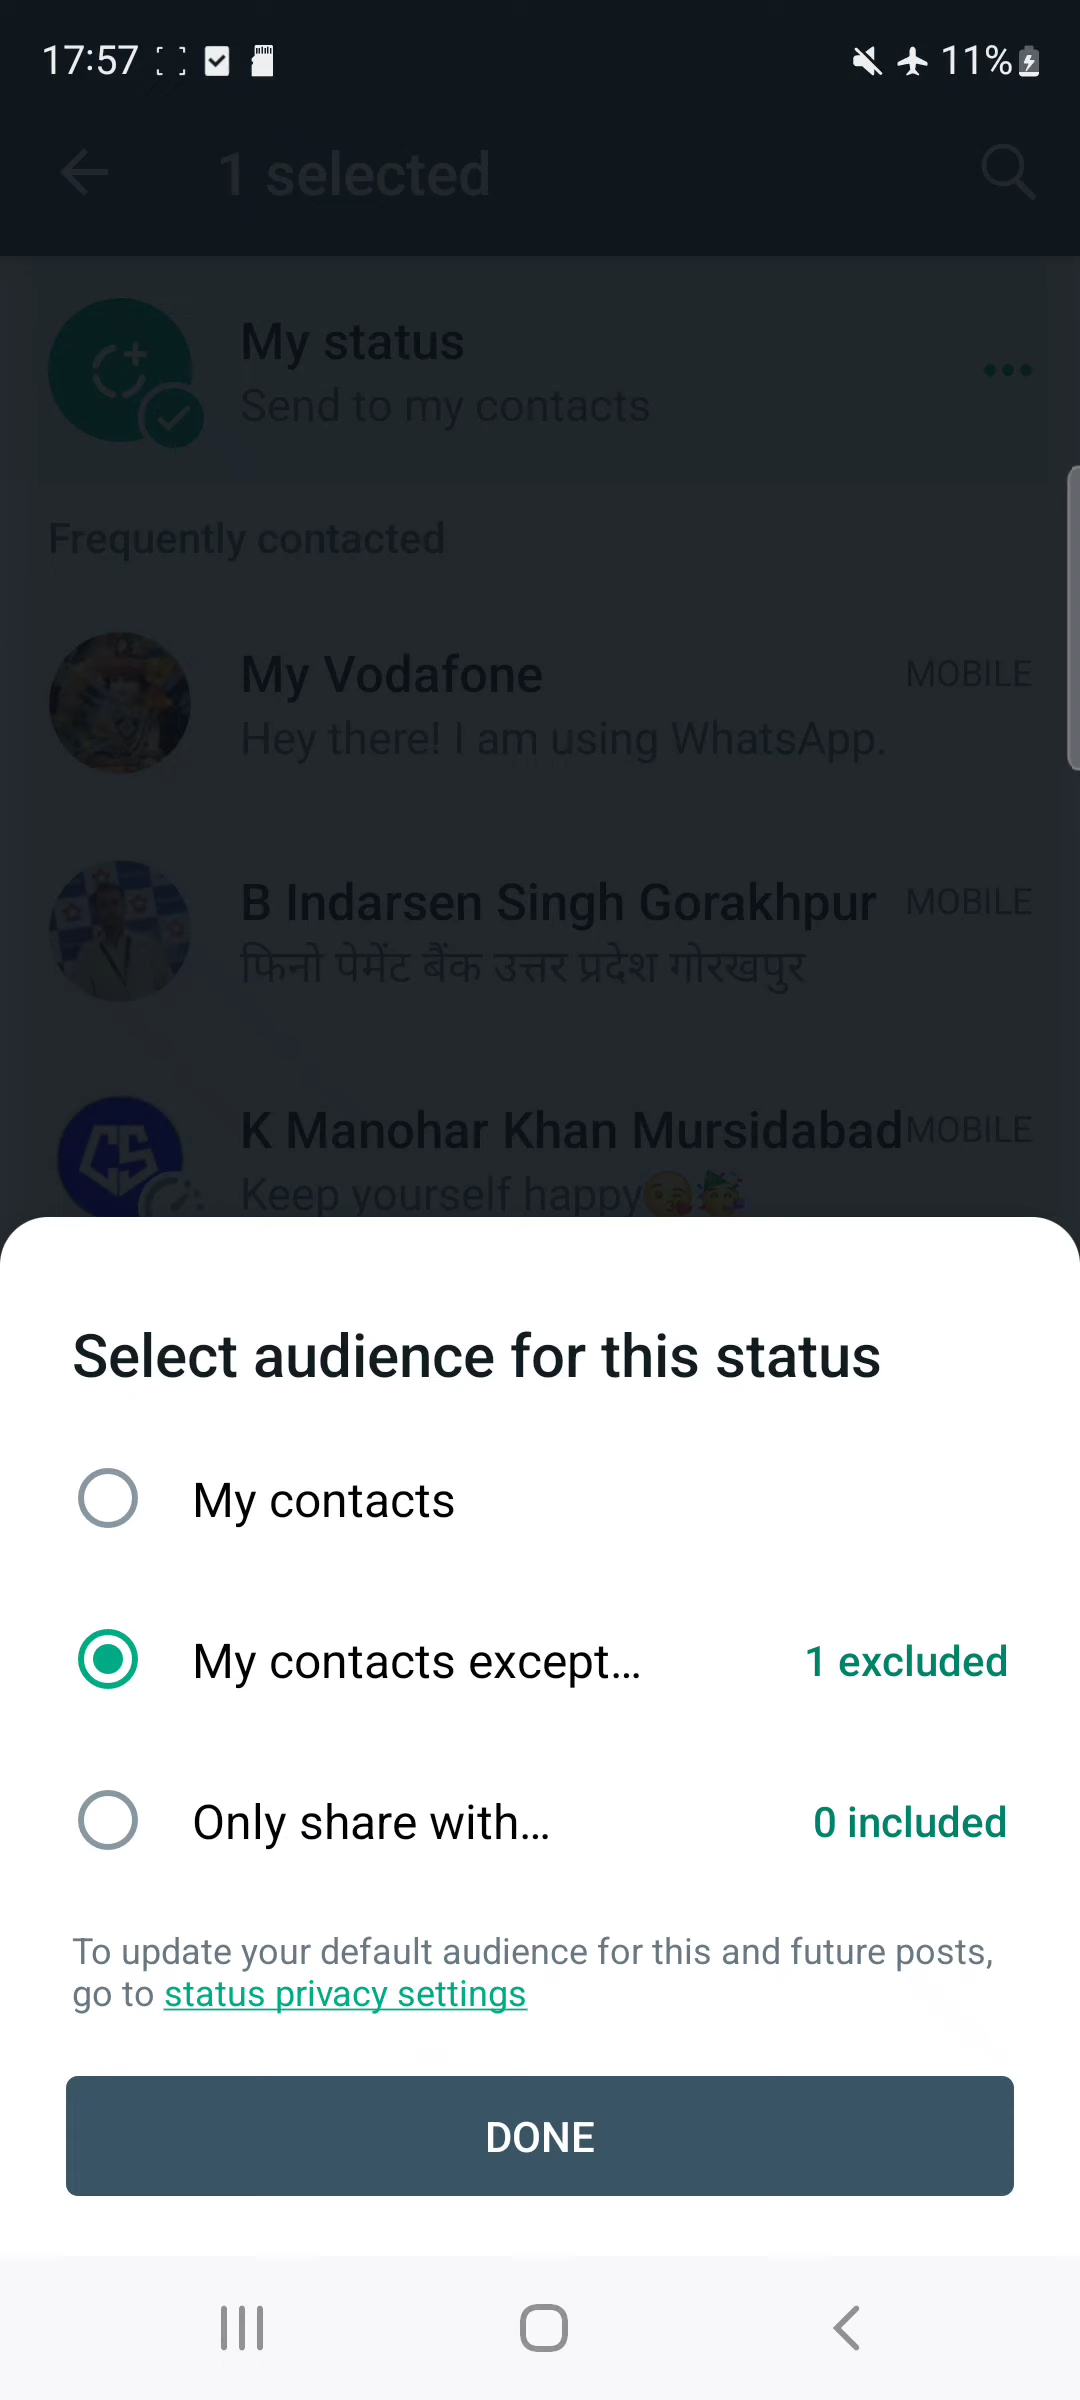 17:57
11%
1 selected
My status
Send to my contacts
Frequently contacted
My Vodafone MOBILE
Hey there! I am using WhatsApp.
B Indarsen Singh Gorakhpur MOBILE
फिनो पेमेंट बैंक उत्तर प्रदेश गोरखपुर
K Manohar Khan Mursidabad MOBILE
Keep yourself happy😘🥳
Select audience for this status
My contacts
My contacts except... 1 excluded
Only share with... 0 included
To update your default audience for this and future posts,
go to status privacy settings
DONE